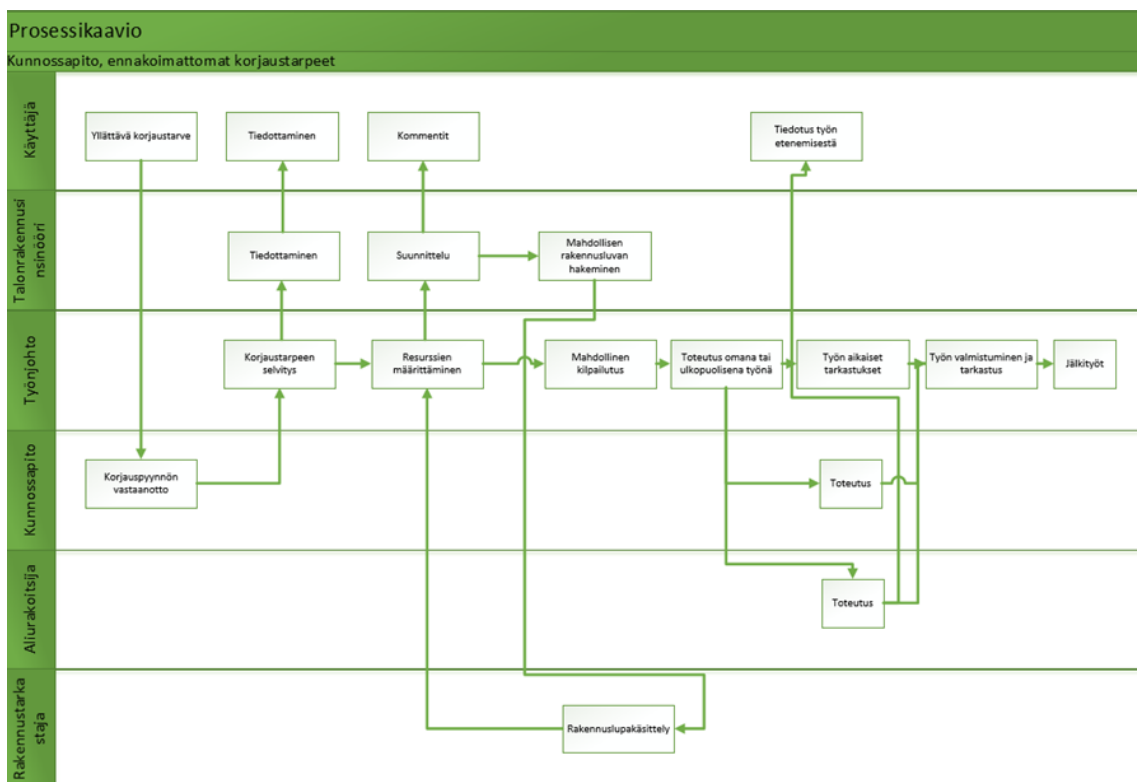 Prosessikaavio
Kunnossapito, ennakoimattomat korjaustarpeet
Käyttäjä
Yllättävä korjaustarve
Tiedottaminen
Kommentit
Tiedotus työn
etenemisestä
Talonrakennusi
nsinööri
Tiedottaminen
Suunnittelu
Mahdollisen
rakennusluvan
hakeminen
Työnjohto
Korjaustarpeen
selvitys
Resurssien
määrittäminen
Mahdollinen
kilpailutus
Toteutus omana tai
ulkopuolisena työnä
Työn aikaiset
tarkastukset
Työn valmistuminen ja
tarkastus
Jälkityöt
Kunnossapito
Korjauspyynnön
vastaanotto
Toteutus
Aliurakoitsija
Toteutus
Rakennustarka
staja
Rakennuslupakäsittely